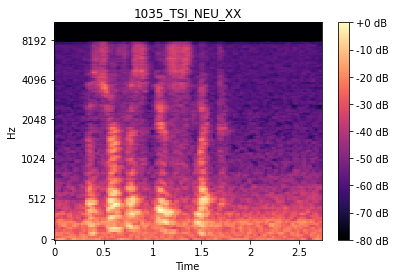 1035_TSI_NEU_XX
8192
4096
2048
1024
512
0
Hz
0
0.5
1
1.5
2
2.5
Time
+0 dB
-10 dB
-20 dB
-30 dB
-40 dB
-50 dB
-60 dB
-70 dB
-80 dB